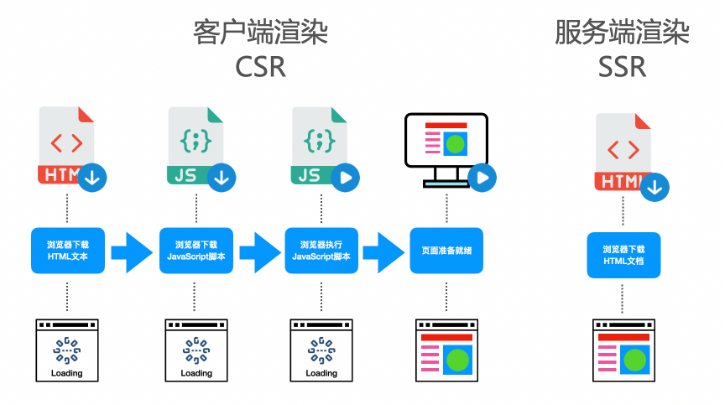 客户端渲染
CSR
服务端渲染
SSR
HTML
JS
JS
HTML
浏览器下载
HTML文本
浏览器下载
JavaScript脚本
浏览器执行
JavaScript脚本
页面准备就绪
浏览器下载
HTML文档
Loading
Loading
Loading